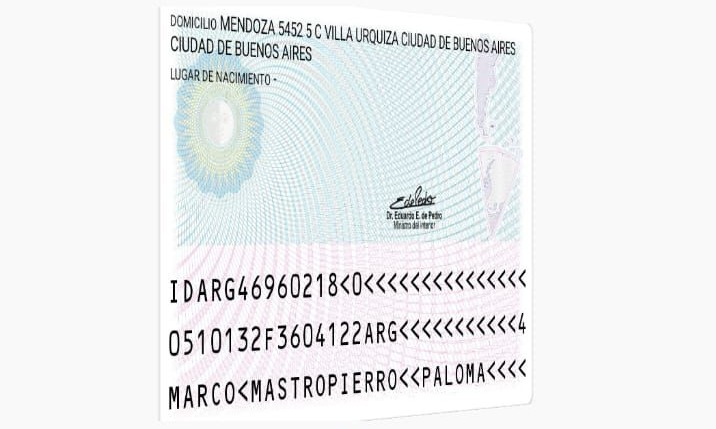 DOMICILIO MENDOZA 5452 5 C VILLA URQUIZA CIUDAD DE BUENOS AIRES
CIUDAD DE BUENOS AIRES
LUGAR DE NACIMIENTO -
Dr. Eduardo E. de Pedro
Ministro del Interior
IDARG46960218<0<<<<<<<<<<<<<<<
0510132F3604122ARG<<<<<<<<<<<4
MARCO<MASTROPIERRO<<PALOMA<<<<